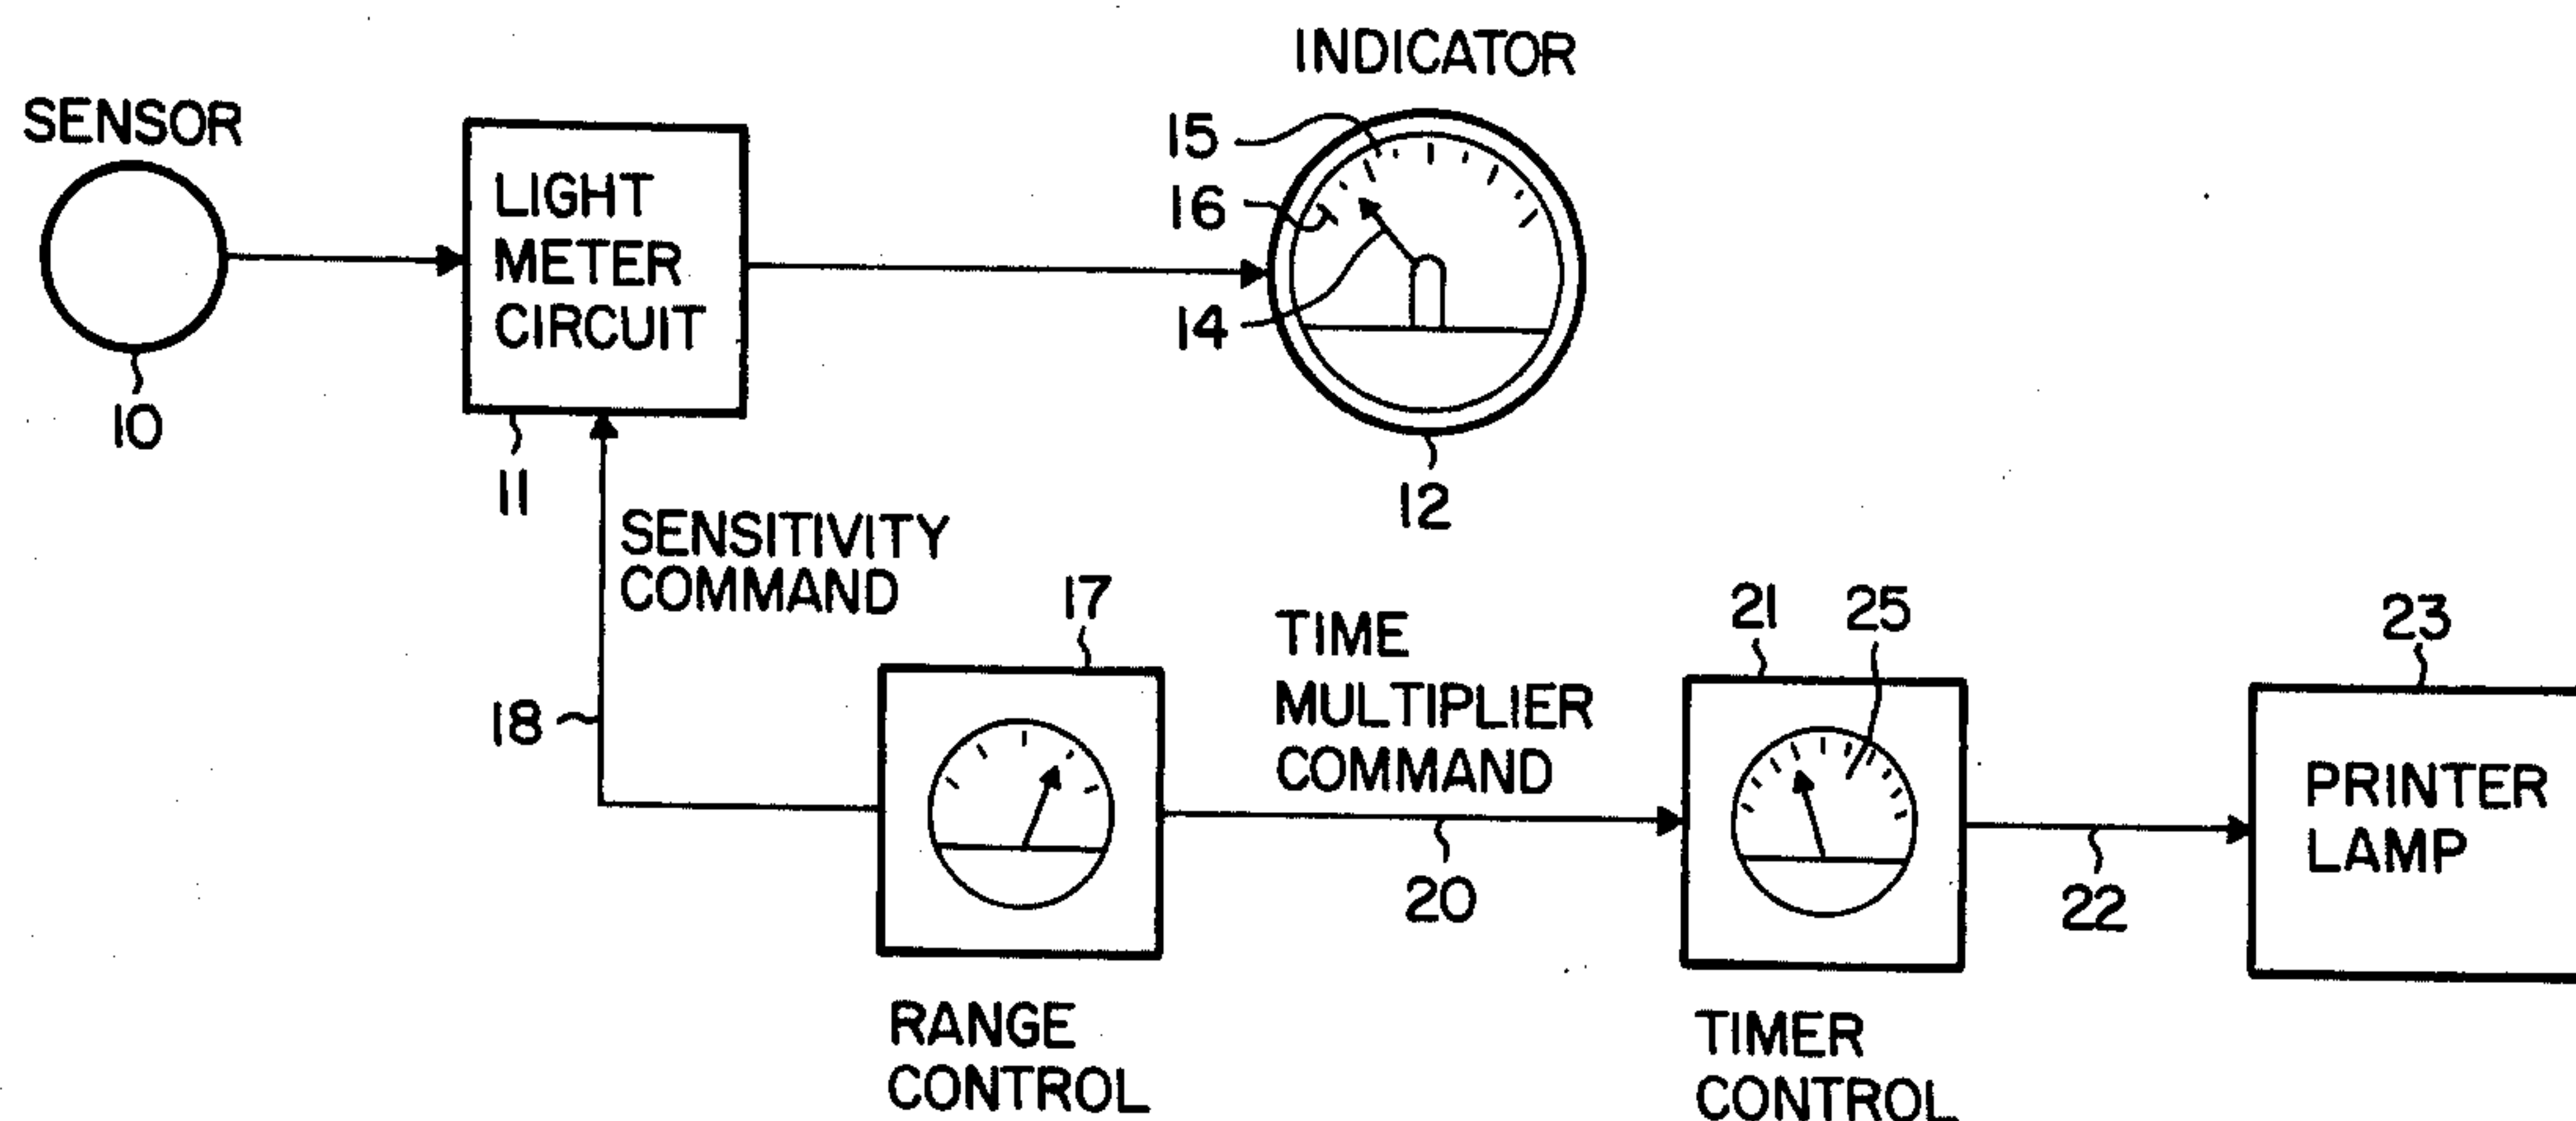 INDICATOR
SENSOR
15
LIGHT
METER
CIRCUIT
16
14
10
11
12
SENSITIVITY
COMMAND
17
TIME
MULTIPLIER
COMMAND
21
25
23
18
PRINTER
LAMP
20
22
RANGE
CONTROL
TIMER
CONTROL